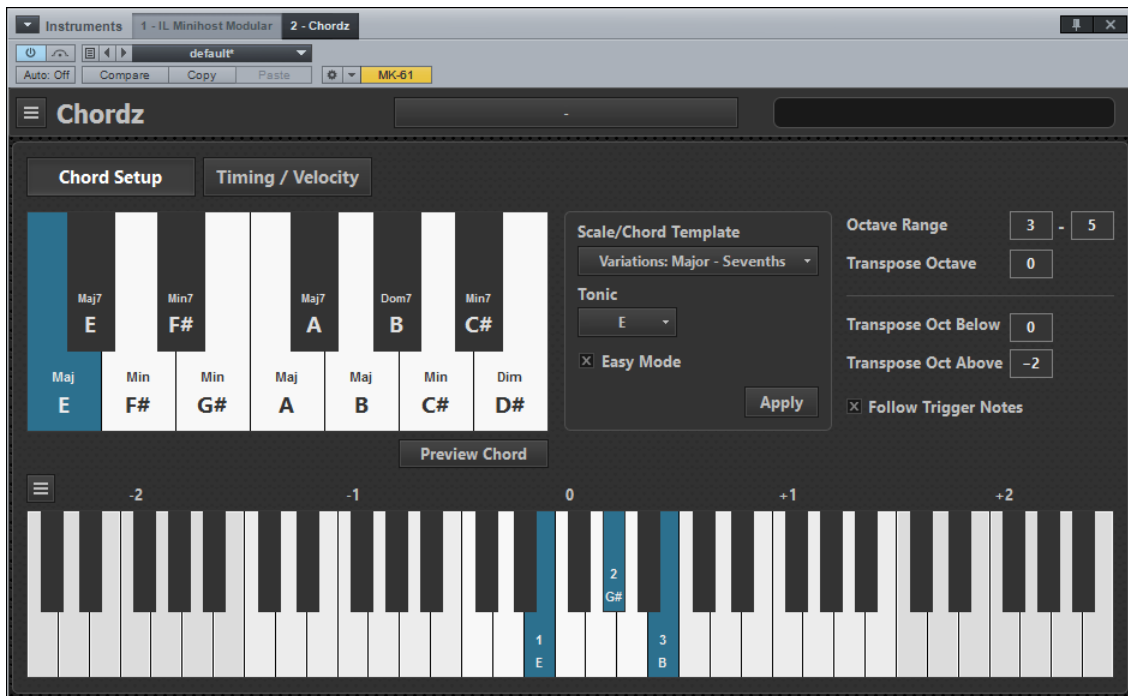 Instruments 1 - IL Minihost Modular 2 - Chordz
default*
Auto: Off Compare Copy Paste MK-61
Chordz -
Chord Setup Timing / Velocity
Maj7 Min7 Maj7 Dom7 Min7
E F# A B C#
Maj Min Min Maj Maj Min Dim
E F# G# A B C# D#
Scale/Chord Template
Variations: Major - Sevenths
Tonic
E
X Easy Mode
Apply
Octave Range 3 - 5
Transpose Octave 0
Transpose Oct Below 0
Transpose Oct Above −2
X Follow Trigger Notes
Preview Chord
-2 -1 0 +1 +2
2
G#
1 3
E B